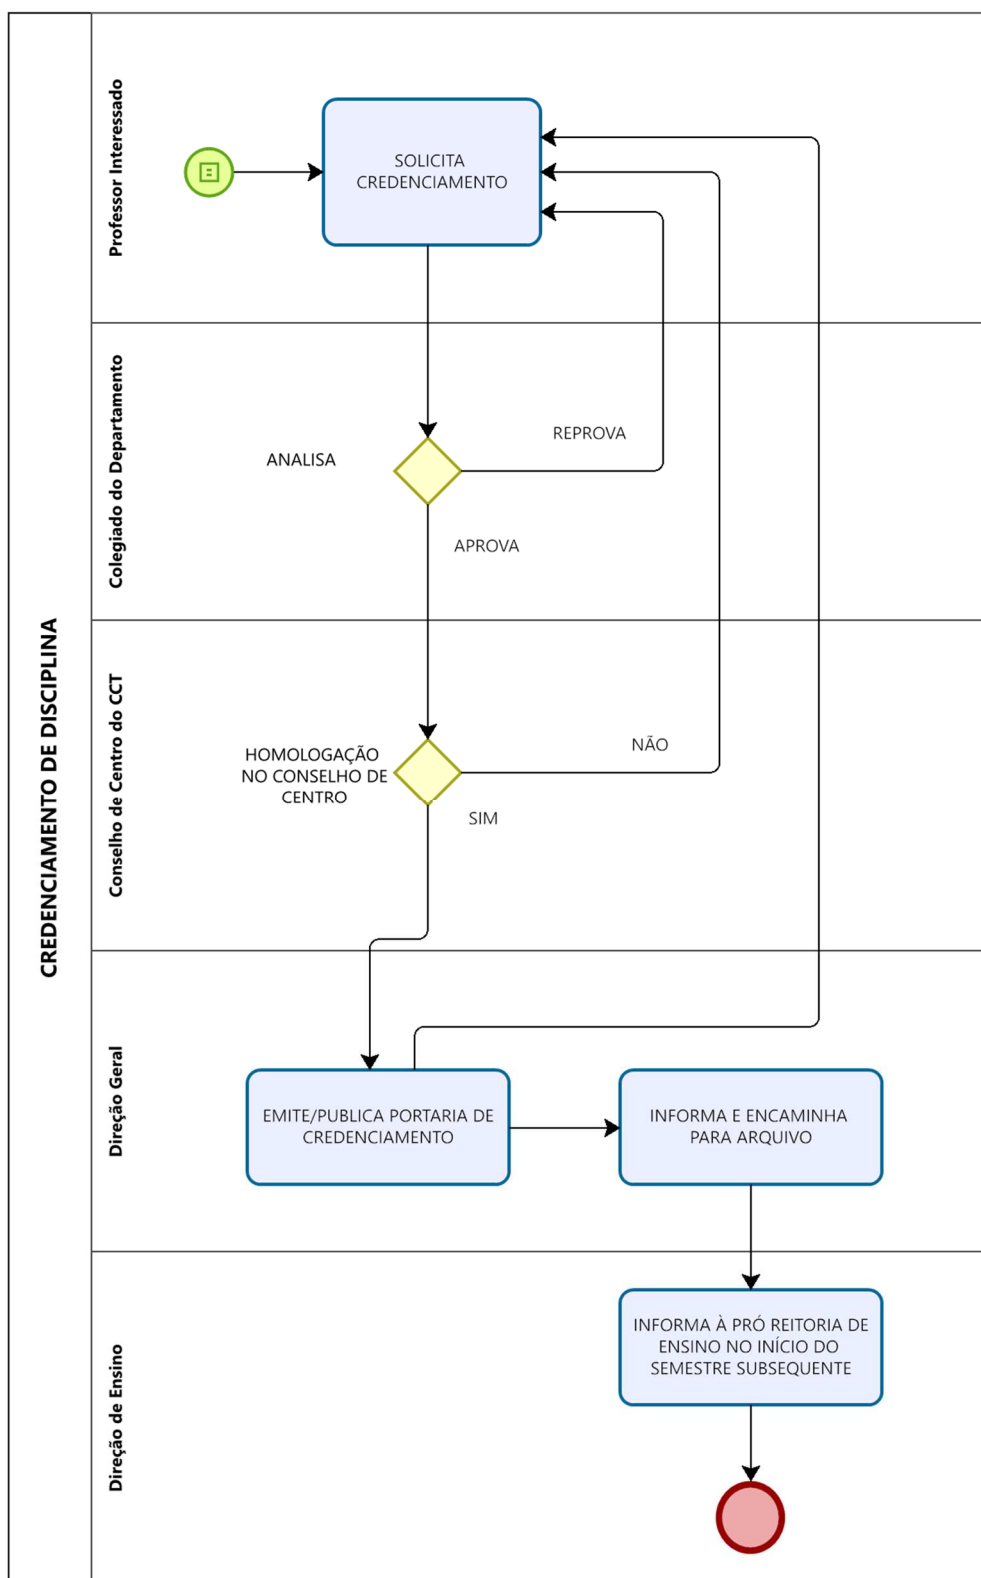 CREDENCIAMENTO DE DISCIPLINA
Professor Interessado
SOLICITA
CREDENCIAMENTO
Colegiado do Departamento
REPROVA
ANALISA
APROVA
Conselho de Centro do CCT
NÃO
HOMOLOGAÇÃO
NO CONSELHO DE
CENTRO
SIM
Direção Geral
EMITE/PUBLICA PORTARIA DE
CREDENCIAMENTO
INFORMA E ENCAMINHA
PARA ARQUIVO
Direção de Ensino
INFORMA À PRÓ REITORIA DE
ENSINO NO INÍCIO DO
SEMESTRE SUBSEQUENTE